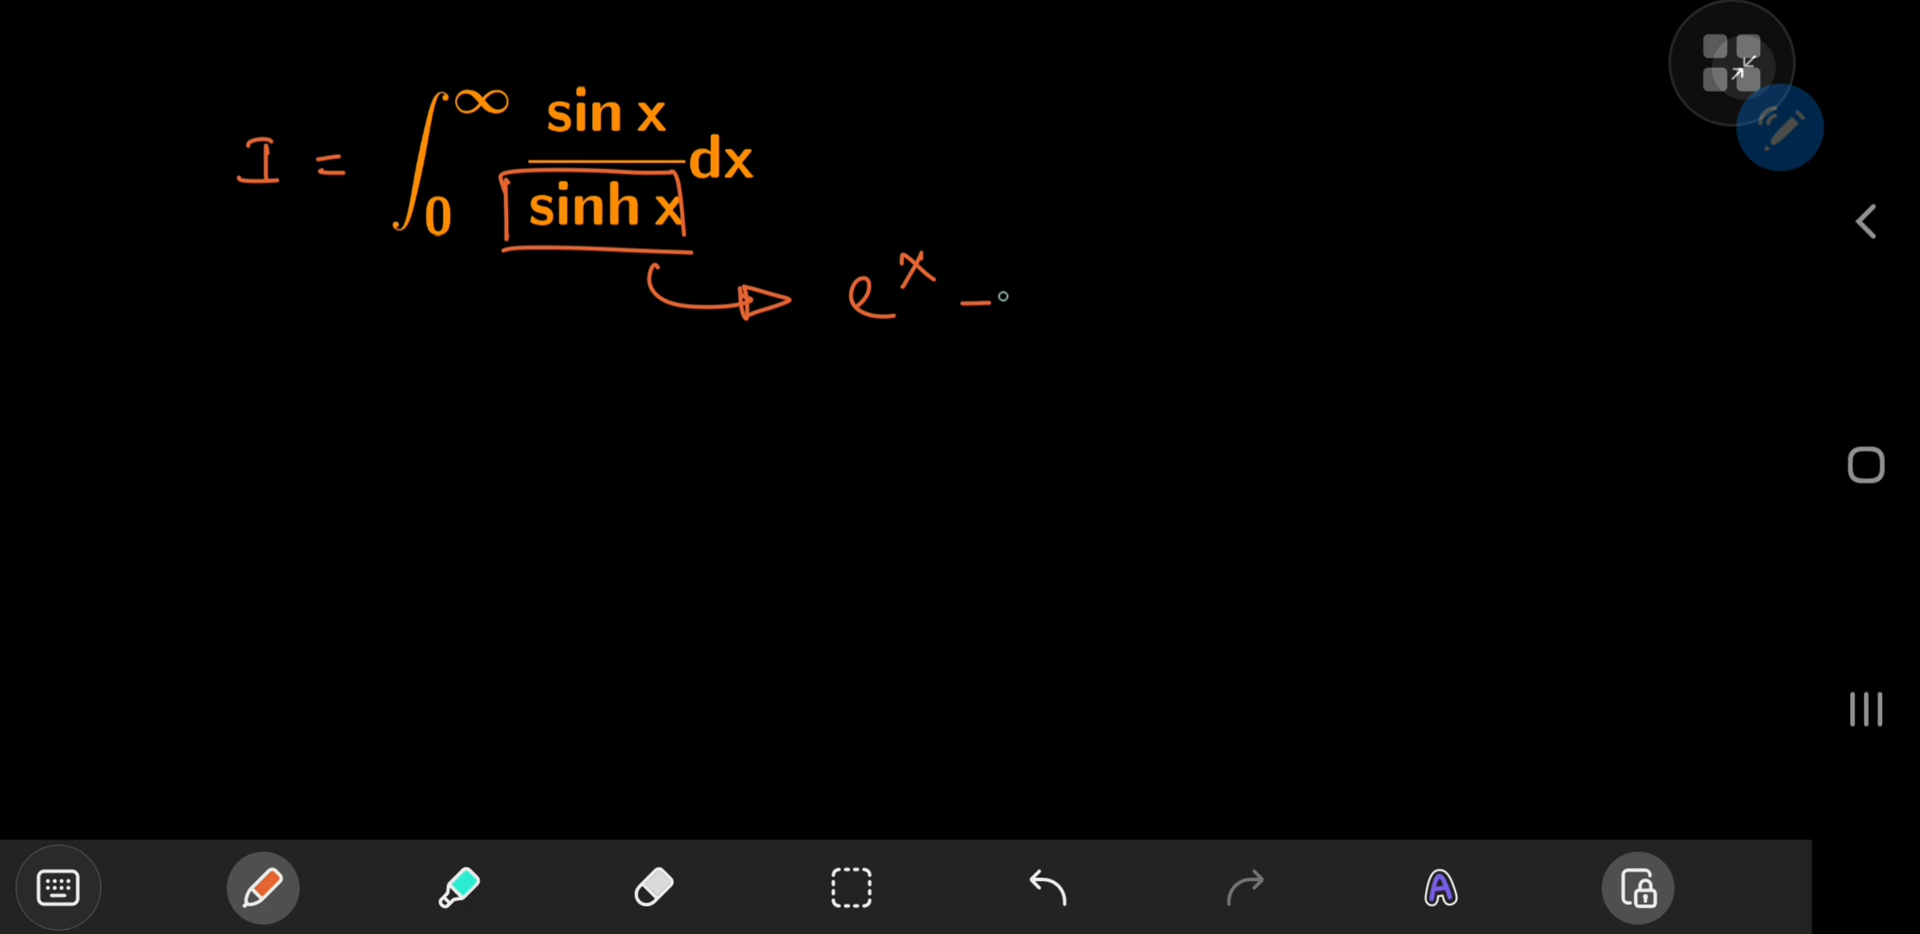 I = ∫₀^∞ sin x / sinh x dx
e^x −